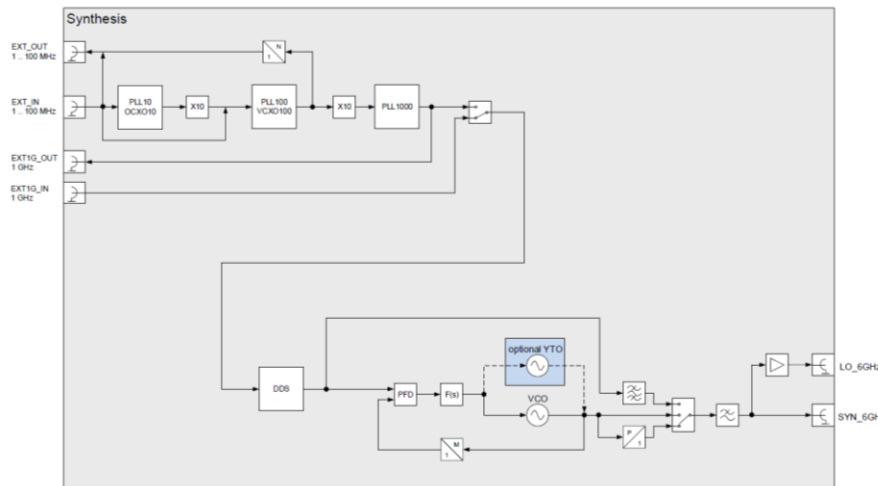 Synthesis
EXT_OUT
1 .. 100 MHz
N
1
EXT_IN
1 .. 100 MHz
PLL10
OCXO10
X10
PLL100
VCXO100
X10
PLL1000
EXT1G_OUT
1 GHz
EXT1G_IN
1 GHz
optional YTO
DDS
PFD
F(s)
VCO
LO_6GHz
SYN_6GH
P
1
M
1